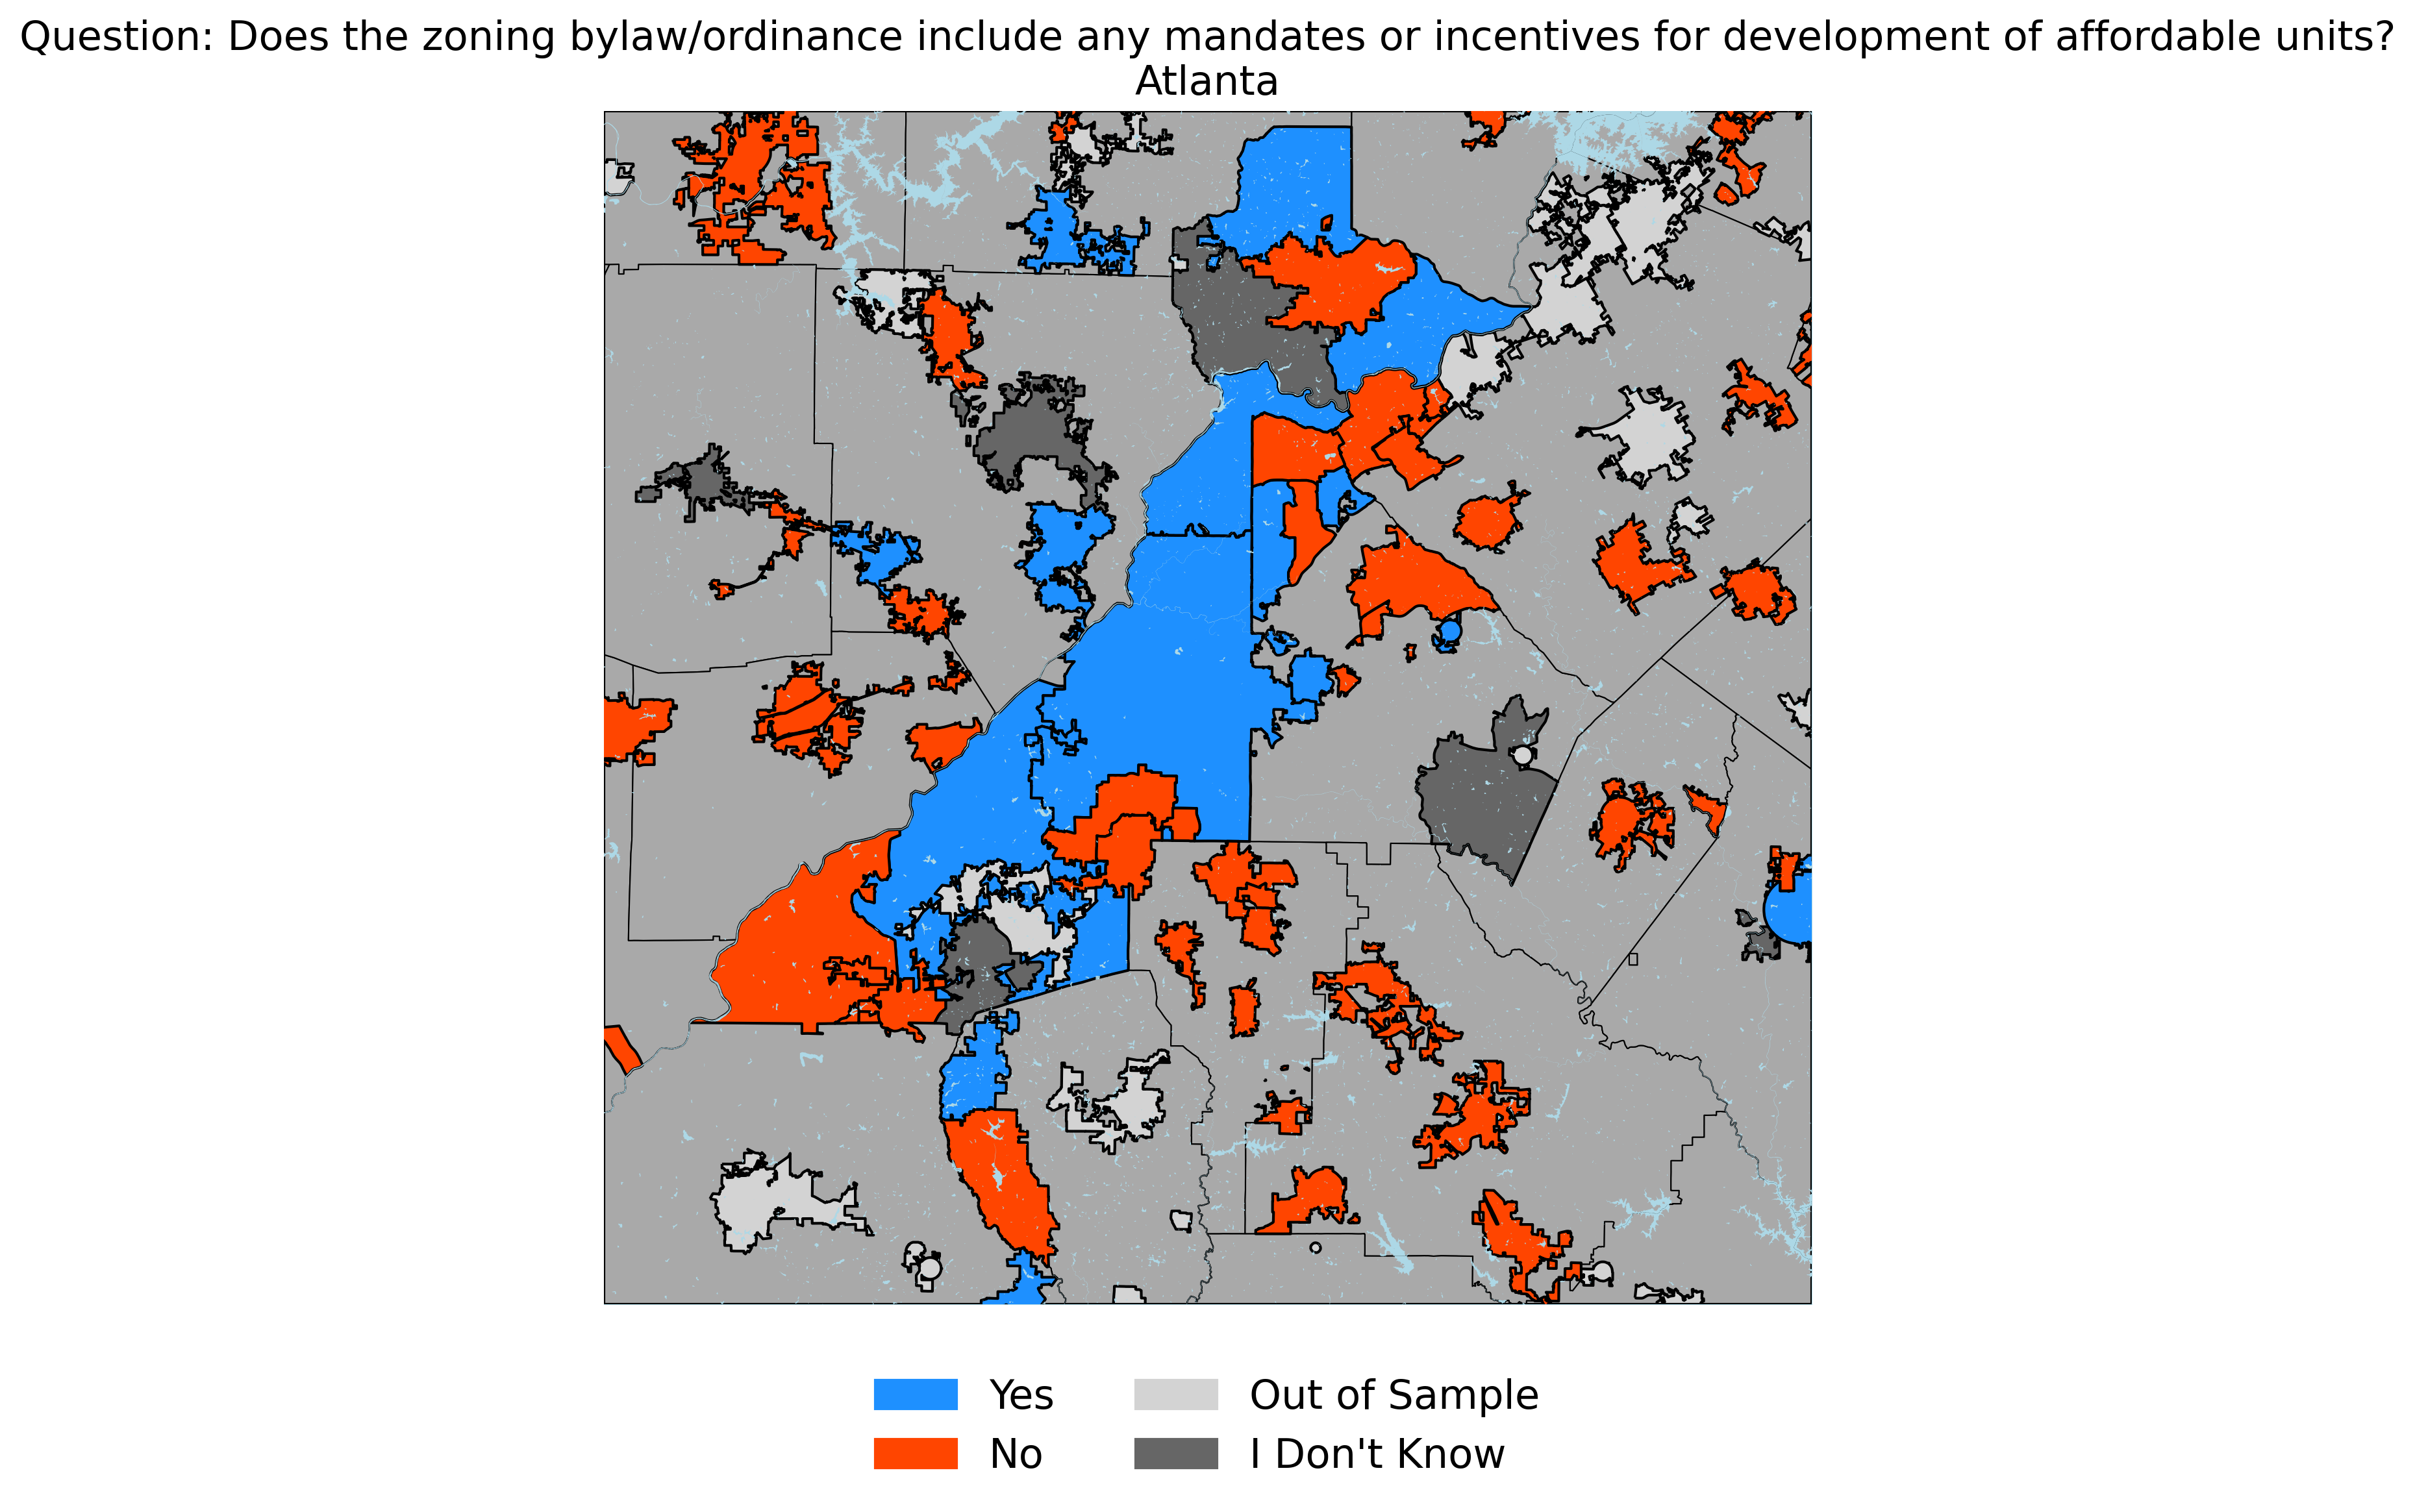 Question: Does the zoning bylaw/ordinance include any mandates or incentives for development of affordable units?
Atlanta
Yes
No
Out of Sample
I Don't Know